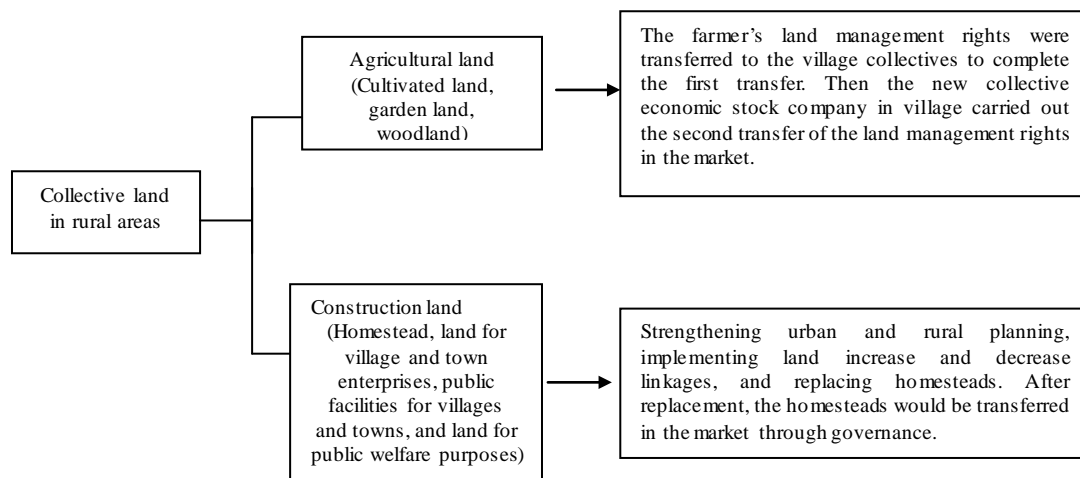 Collective land
in rural areas
Agricultural land
(Cultivated land,
garden land,
woodland)
The farmer's land management rights were
transferred to the village collectives to complete
the first transfer. Then the new collective
economic stock company in village carried out
the second transfer of the land management rights
in the market.
Construction land
(Homestead, land for
village and town
enterprises, public
facilities for villages
and towns, and land for
public welfare purposes)
Strengthening urban and rural planning,
implementing land increase and decrease
linkages, and replacing homesteads. After
replacement, the homesteads would be transferred
in the market through governance.